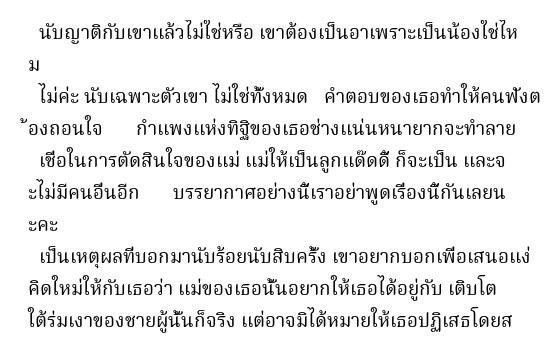 นับญาติกับเขาแล้วไม่ใช่หรือ เขาต้องเป็นอาเพราะเป็นน้องใช่ไห
ม
ไม่ค่ะ นับเฉพาะตัวเขา ไม่ใช่ทั้งหมด คำตอบของเธอทำให้คนฟังต
้องถอนใจ กำแพงแห่งทิฐิของเธอช่างแน่นหนายากจะทำลาย
เชื่อในการตัดสินใจของแม่ แม่ให้เป็นลูกแด๊ดดี้ ก็จะเป็น และจ
ะไม่มีคนอื่นอีก บรรยากาศอย่างนี้เราอย่าพูดเรื่องนี้กันเลยน
ะคะ
เป็นเหตุผลที่บอกมานับร้อยนับสิบครั้ง เขาอยากบอกเพื่อเสนอแง่
คิดใหม่ให้กับเธอว่า แม่ของเธอนั้นอยากให้เธอได้อยู่กับ เติบโต
ใต้ร่มเงาของชายผู้นั้นก็จริง แต่อาจมิได้หมายให้เธอปฏิเสธโดยส